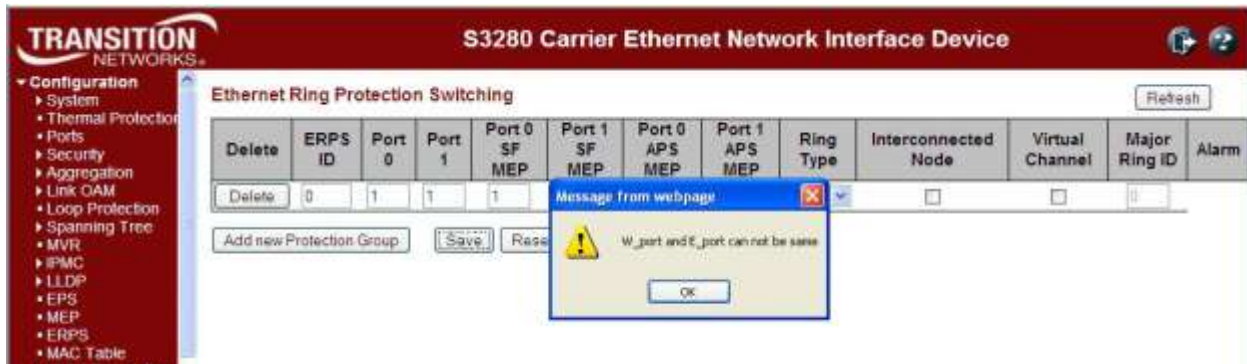 TRANSITION
NETWORKS®
S3280 Carrier Ethernet Network Interface Device
Configuration
System
Thermal Protection
Ports
Security
Aggregation
Link OAM
Loop Protection
Spanning Tree
MVR
IPMC
LLDP
EPS
MEP
ERPS
MAC Table
Ethernet Ring Protection Switching
Refresh
Delete
ERPS ID
Port 0
Port 1
Port 0 SF MEP
Port 1 SF MEP
Port 0 APS MEP
Port 1 APS MEP
Ring Type
Interconnected Node
Virtual Channel
Major Ring ID
Alarm
Delete
0
1
1
1
0
Add new Protection Group
Save
Rese
Message from webpage
W_port and E_port can not be same
OK